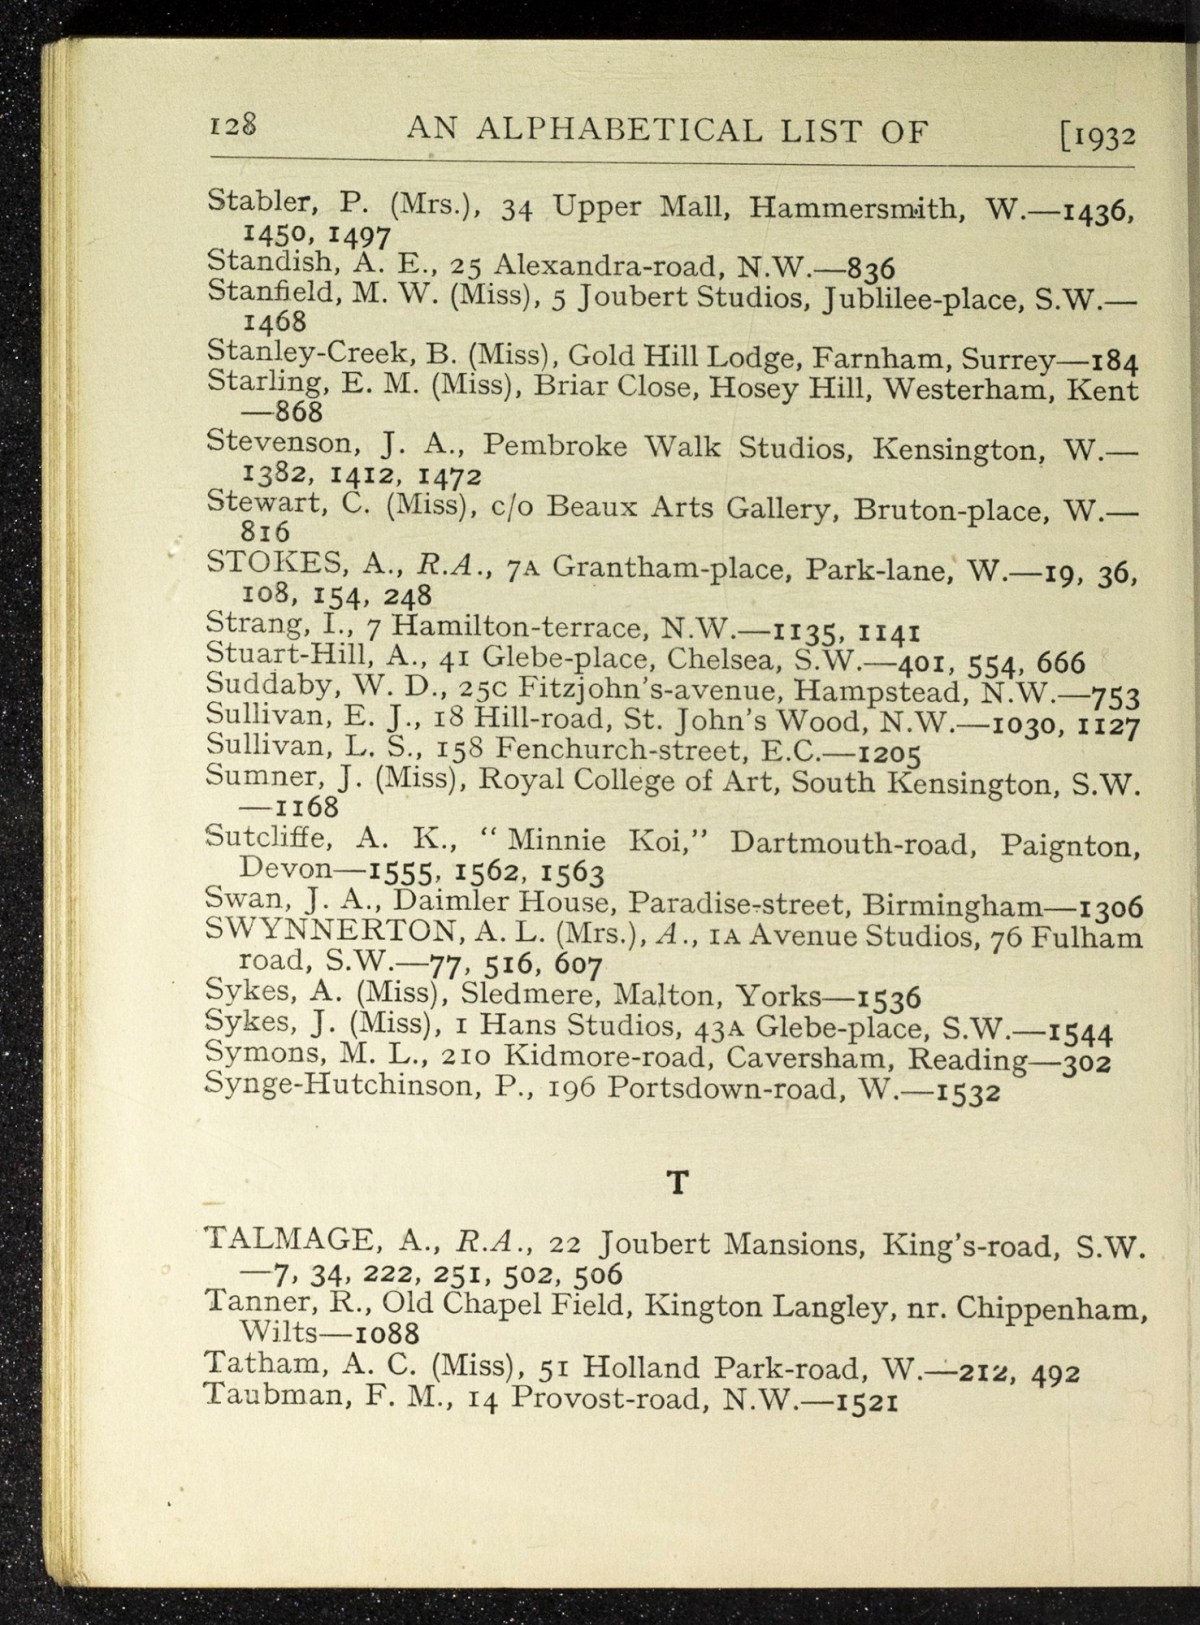 128 AN ALPHABETICAL LIST OF [1932
Stabler, P. (Mrs.), 34 Upper Mall, Hammersmith, W.—1436,
1450, 1497
Standish, A. E., 25 Alexandra-road, N.W.—836
Stanfield, M. W. (Miss), 5 Joubert Studios, Jublilee-place, S.W.—
1468
Stanley-Creek, B. (Miss), Gold Hill Lodge, Farnham, Surrey—184
Starling, E. M. (Miss), Briar Close, Hosey Hill, Westerham, Kent
—868
Stevenson, J. A., Pembroke Walk Studios, Kensington, W.—
1382, 1412, 1472
Stewart, C. (Miss), c/o Beaux Arts Gallery, Bruton-place, W.—
816
STOKES, A., R.A., 7A Grantham-place, Park-lane, W.—19, 36,
108, 154, 248
Strang, I., 7 Hamilton-terrace, N.W.—1135, 1141
Stuart-Hill, A., 41 Glebe-place, Chelsea, S.W.—401, 554, 666
Suddaby, W. D., 25C Fitzjohn's-avenue, Hampstead, N.W.—753
Sullivan, E. J., 18 Hill-road, St. John's Wood, N.W.—1030, 1127
Sullivan, L. S., 158 Fenchurch-street, E.C.—1205
Sumner, J. (Miss), Royal College of Art, South Kensington, S.W.
—1168
Sutcliffe, A. K., “ Minnie Koi,” Dartmouth-road, Paignton,
Devon—1555, 1562, 1563
Swan, J. A., Daimler House, Paradise-street, Birmingham—1306
SWYNNERTON, A. L. (Mrs.), A., 1A Avenue Studios, 76 Fulham
road, S.W.—77, 516, 607
Sykes, A. (Miss), Sledmere, Malton, Yorks—1536
Sykes, J. (Miss), 1 Hans Studios, 43A Glebe-place, S.W.—1544
Symons, M. L., 210 Kidmore-road, Caversham, Reading—302
Synge-Hutchinson, P., 196 Portsdown-road, W.—1532
T
TALMAGE, A., R.A., 22 Joubert Mansions, King's-road, S.W.
—7, 34, 222, 251, 502, 506
Tanner, R., Old Chapel Field, Kington Langley, nr. Chippenham,
Wilts—1088
Tatham, A. C. (Miss), 51 Holland Park-road, W.—212, 492
Taubman, F. M., 14 Provost-road, N.W.—1521